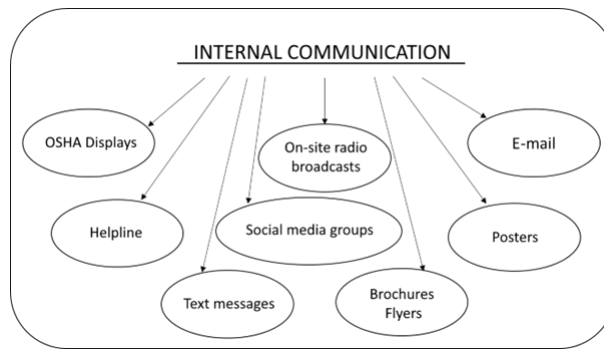 INTERNAL COMMUNICATION
OSHA Displays
On-site radio
broadcasts
E-mail
Helpline
Social media groups
Posters
Text messages
Brochures
Flyers